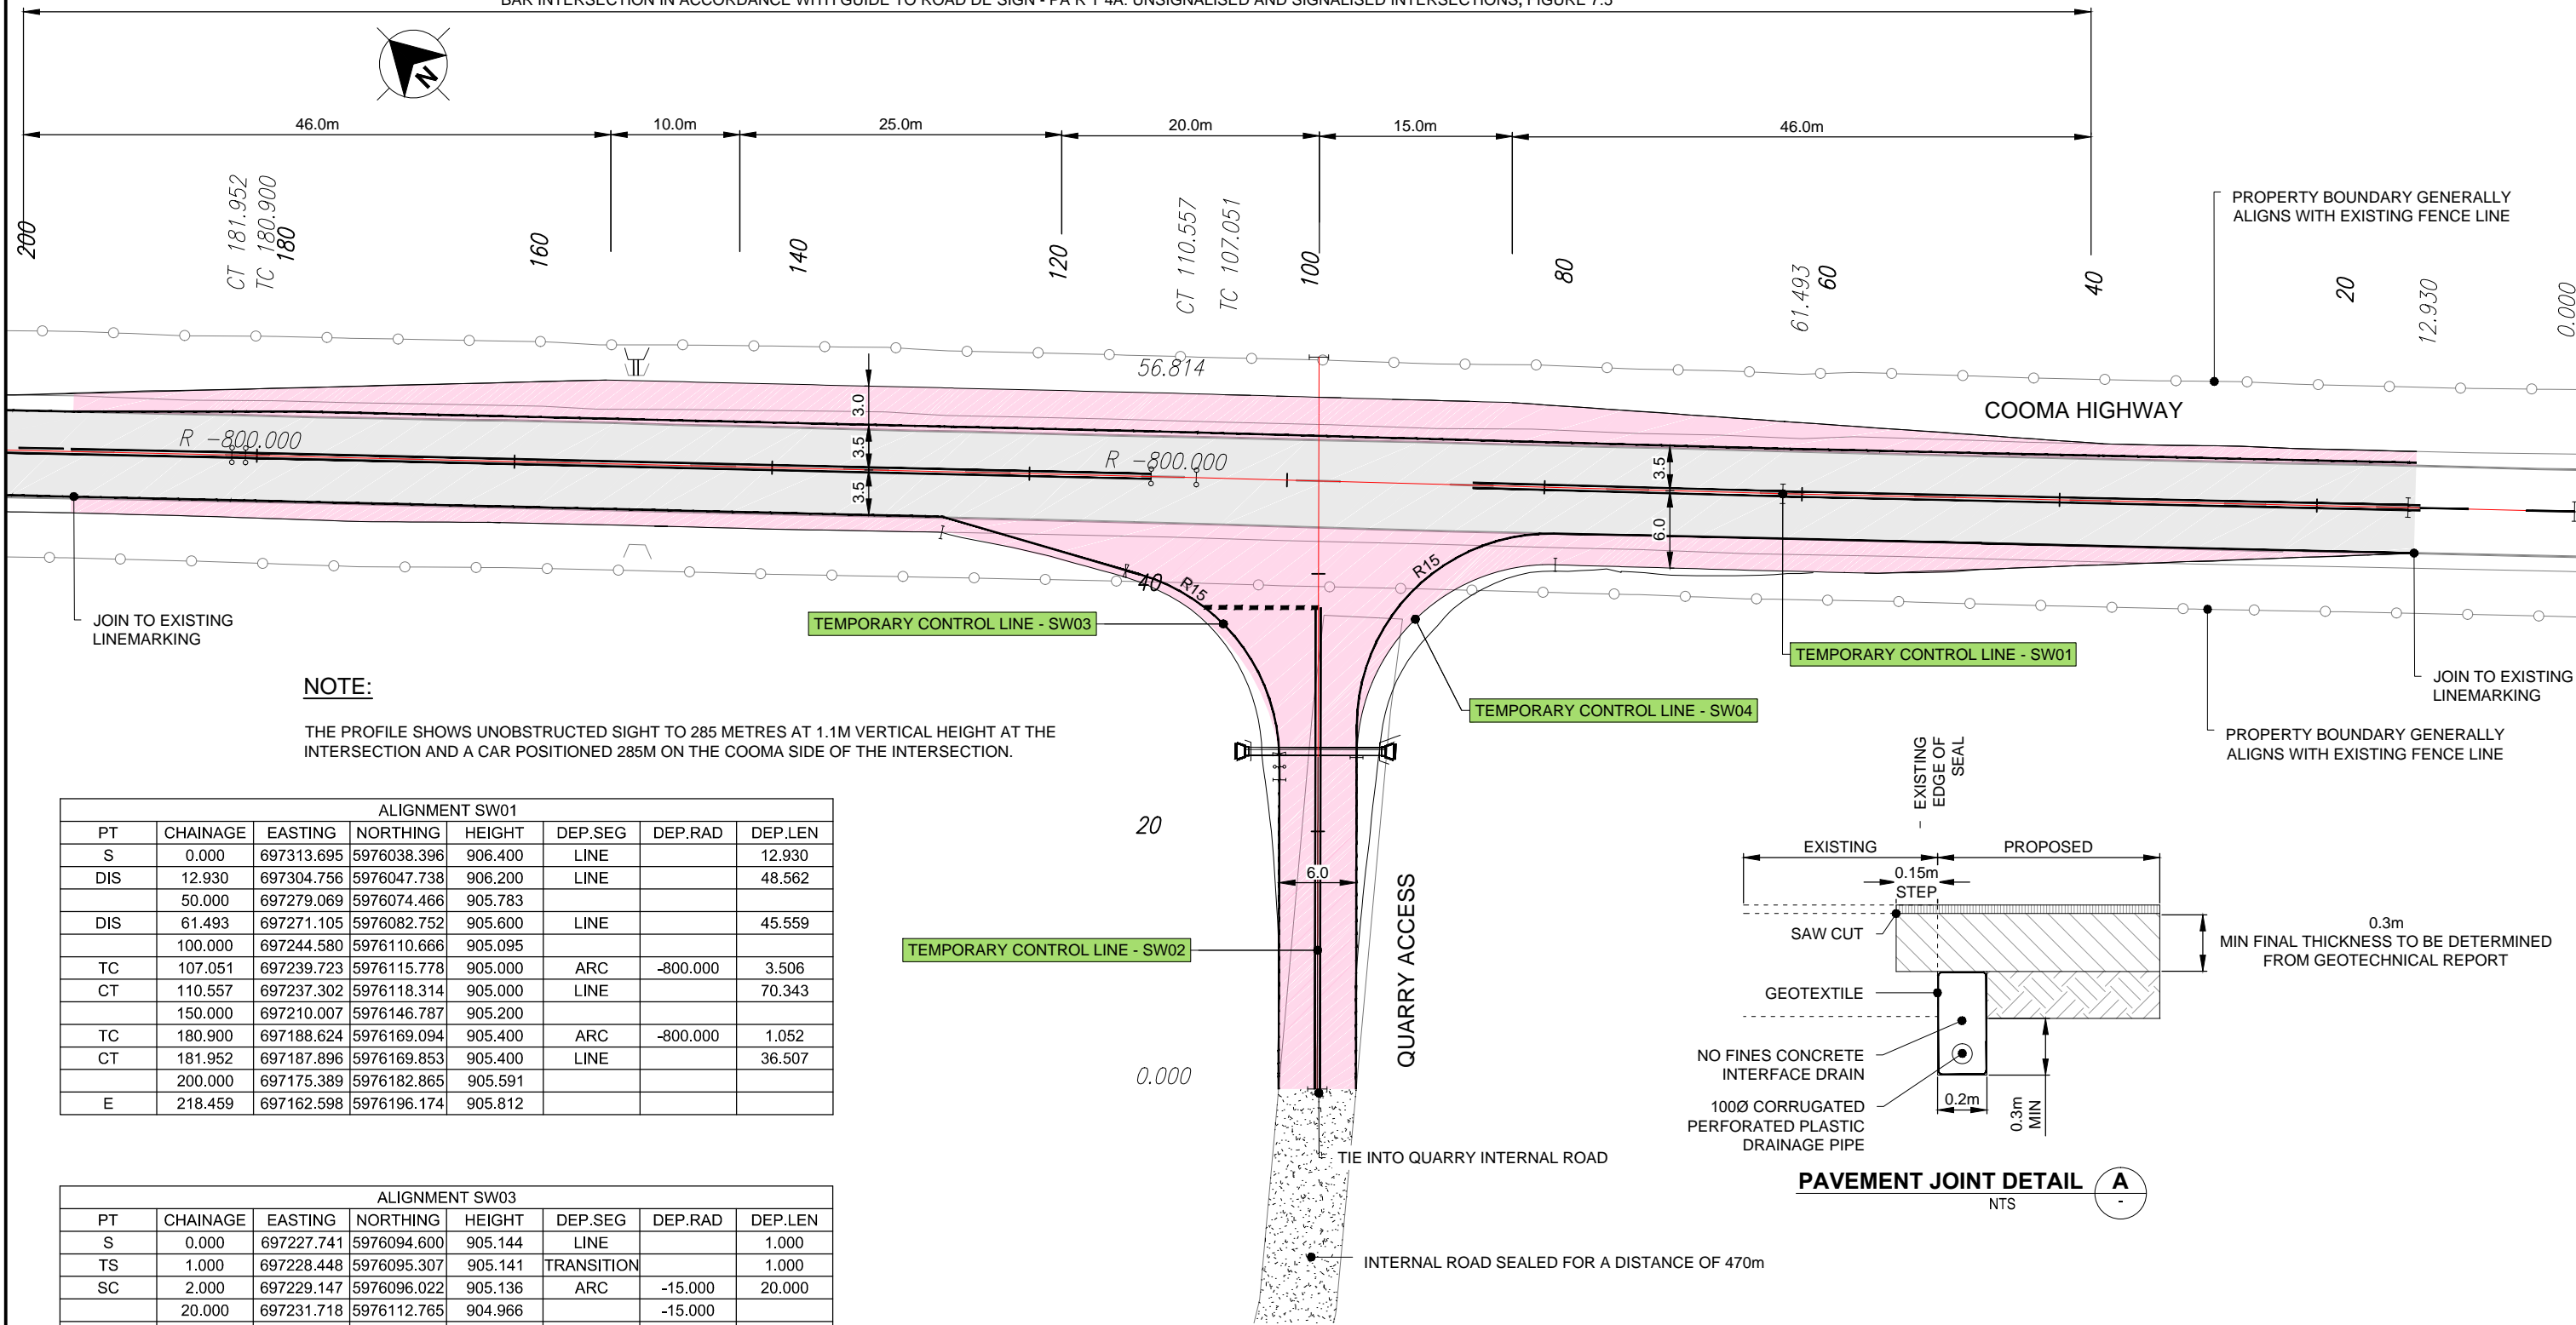 BAR INTERSECTION IN ACCORDANCE WITH GUIDE TO ROAD DE SIGN - PA R T 4A: UNSIGNALISED AND SIGNALISED INTERSECTIONS, FIGURE 7.5
N
46.0m 10.0m 25.0m 20.0m 15.0m 46.0m
200
CT 181.952
TC 180.900
180
160
140
120
CT 110.557
TC 107.051
100
80
61.493
60
40
20
12.930
0.000
PROPERTY BOUNDARY GENERALLY
ALIGNS WITH EXISTING FENCE LINE
56.814
COOMA HIGHWAY
R -800.000
R -800.000
3.0
3.5
3.5
3.5
6.0
40
R15
R15
JOIN TO EXISTING
LINEMARKING
TEMPORARY CONTROL LINE - SW03
TEMPORARY CONTROL LINE - SW01
TEMPORARY CONTROL LINE - SW04
JOIN TO EXISTING
LINEMARKING
PROPERTY BOUNDARY GENERALLY
ALIGNS WITH EXISTING FENCE LINE
NOTE:
THE PROFILE SHOWS UNOBSTRUCTED SIGHT TO 285 METRES AT 1.1M VERTICAL HEIGHT AT THE
INTERSECTION AND A CAR POSITIONED 285M ON THE COOMA SIDE OF THE INTERSECTION.
ALIGNMENT SW01
PT CHAINAGE EASTING NORTHING HEIGHT DEP.SEG DEP.RAD DEP.LEN
S 0.000 697313.695 5976038.396 906.400 LINE 12.930
DIS 12.930 697304.756 5976047.738 906.200 LINE 48.562
50.000 697279.069 5976074.466 905.783
DIS 61.493 697271.105 5976082.752 905.600 LINE 45.559
100.000 697244.580 5976110.666 905.095
TC 107.051 697239.723 5976115.778 905.000 ARC -800.000 3.506
CT 110.557 697237.302 5976118.314 905.000 LINE 70.343
150.000 697210.007 5976146.787 905.200
TC 180.900 697188.624 5976169.094 905.400 ARC -800.000 1.052
CT 181.952 697187.896 5976169.853 905.400 LINE 36.507
200.000 697175.389 5976182.865 905.591
E 218.459 697162.598 5976196.174 905.812
20
6.0
TEMPORARY CONTROL LINE - SW02
QUARRY ACCESS
0.000
TIE INTO QUARRY INTERNAL ROAD
INTERNAL ROAD SEALED FOR A DISTANCE OF 470m
EXISTING
EDGE OF
SEAL
EXISTING PROPOSED
0.15m
STEP
SAW CUT
0.3m
MIN FINAL THICKNESS TO BE DETERMINED
FROM GEOTECHNICAL REPORT
GEOTEXTILE
NO FINES CONCRETE
INTERFACE DRAIN
100Ø CORRUGATED
PERFORATED PLASTIC
DRAINAGE PIPE
0.2m
0.3m
MIN
PAVEMENT JOINT DETAIL
NTS
A
-
ALIGNMENT SW03
PT CHAINAGE EASTING NORTHING HEIGHT DEP.SEG DEP.RAD DEP.LEN
S 0.000 697227.741 5976094.600 905.144 LINE 1.000
TS 1.000 697228.448 5976095.307 905.141 TRANSITION 1.000
SC 2.000 697229.147 5976096.022 905.136 ARC -15.000 20.000
20.000 697231.718 5976112.765 904.966 -15.000